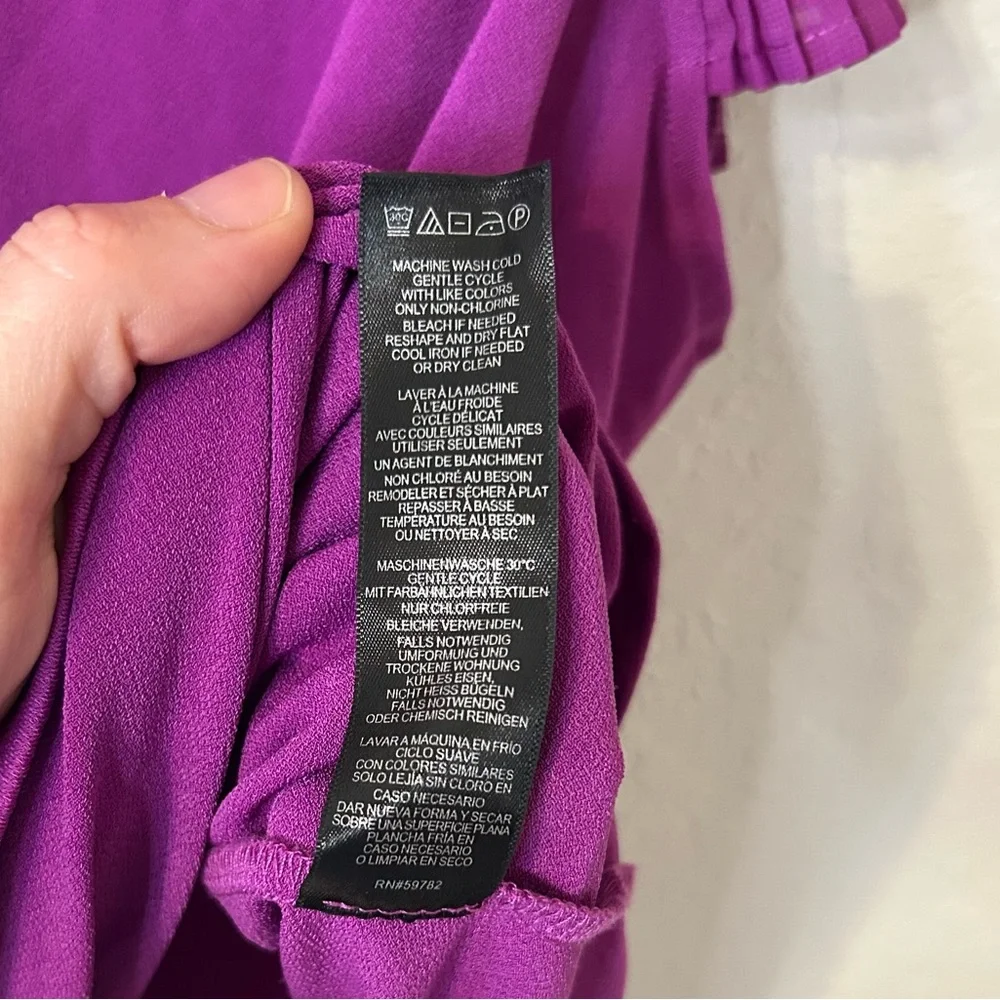 30C
P
MACHINE WASH COLD
GENTLE CYCLE
WITH LIKE COLORS
ONLY NON-CHLORINE
BLEACH IF NEEDED
RESHAPE AND DRY FLAT
COOL IRON IF NEEDED
OR DRY CLEAN
LAVER À LA MACHINE
À L'EAU FROIDE
CYCLE DÉLICAT
AVEC COULEURS SIMILAIRES
UTILISER SEULEMENT
UN AGENT DE BLANCHIMENT
NON CHLORÉ AU BESOIN
REMODELER ET SÉCHER À PLAT
REPASSER À BASSE
TEMPÉRATURE AU BESOIN
OU NETTOYER À SEC
MASCHINENWÄSCHE 30°C
GENTLE CYCLE
MIT FARBÄHNLICHEN TEXTILIEN
NUR CHLORFREIE
BLEICHE VERWENDEN,
FALLS NOTWENDIG
UMFORMUNG UND
TROCKENE WOHNUNG
KÜHLES EISEN,
NICHT HEISS BÜGELN
FALLS NOTWENDIG
ODER CHEMISCH REINIGEN
LAVAR A MÁQUINA EN FRÍO
CICLO SUAVE
CON COLORES SIMILARES
SOLO LEJÍA SIN CLORO EN
CASO NECESARIO
DAR NUEVA FORMA Y SECAR
SOBRE UNA SUPERFICIE PLANA
PLANCHA FRÍA EN
CASO NECESARIO
O LIMPIAR EN SECO
RN#59782